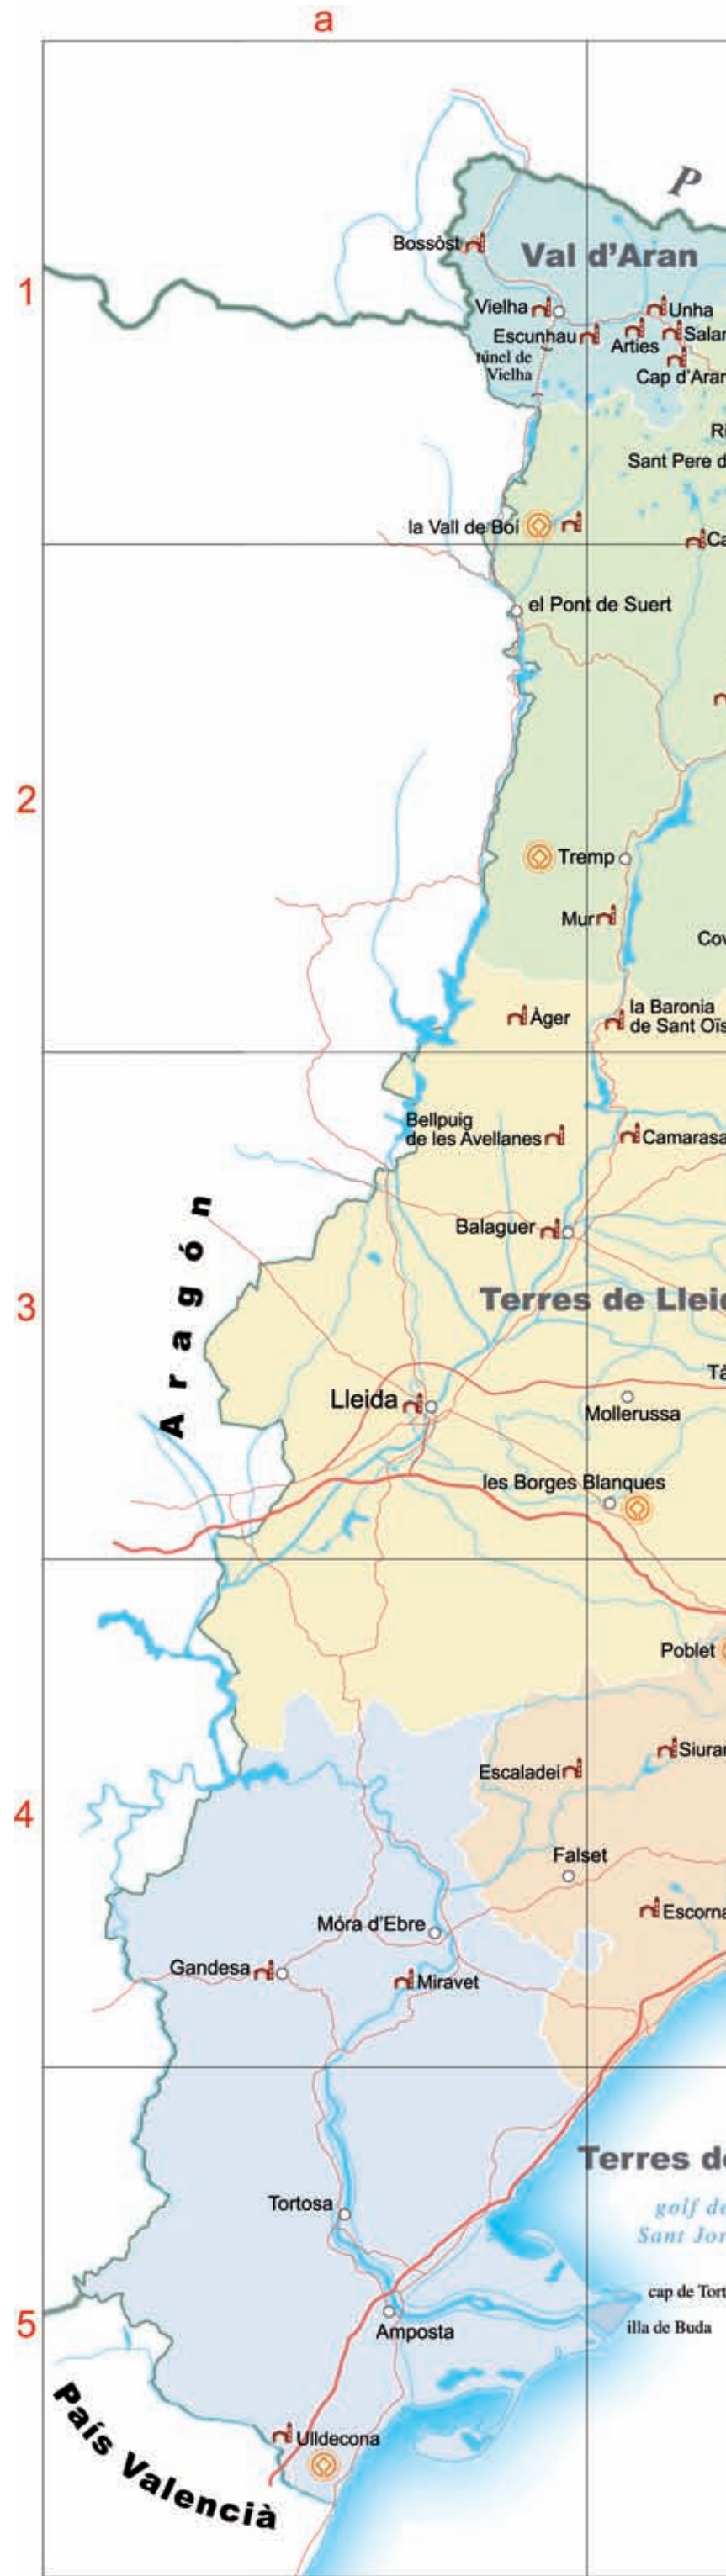 a
P
Bossòst
Val d'Aran
1
Vielha
Unha
Escunhau
Salar
Arties
túnel de
Vielha
Cap d'Aran
Ri
Sant Pere d
la Vall de Boí
Ca
el Pont de Suert
2
Tremp
Mur
Cov
la Baronia
de Sant Oïs
Àger
Bellpuig
de les Avellanes
Camarasa
Aragón
Balaguer
3
Terres de Lleid
Tà
Lleida
Mollerussa
les Borges Blanques
Poblet
Siuran
Escaladei
4
Falset
Escorna
Móra d'Ebre
Gandesa
Miravet
Terres de
Tortosa
golf de
Sant Jor
cap de Tort
5
illa de Buda
Amposta
País Valencià
Ulldecona